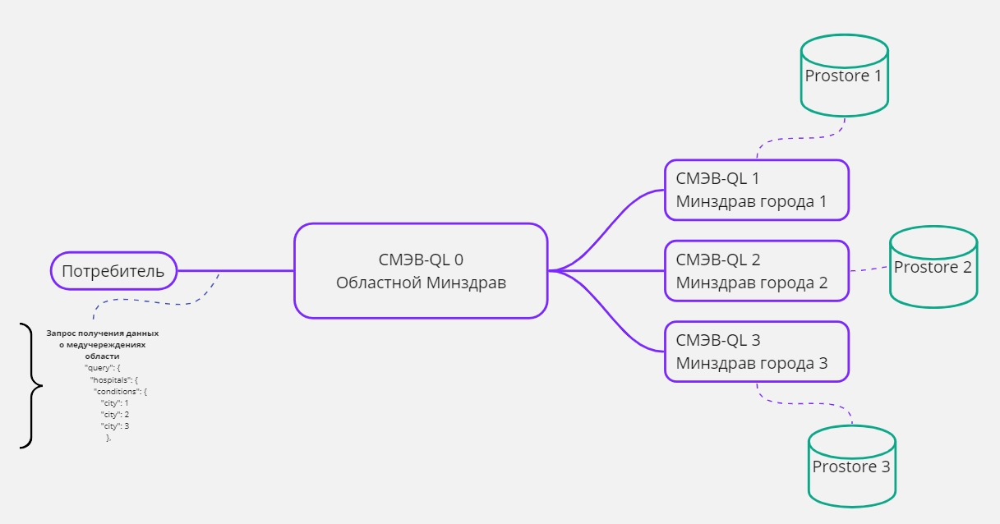 Prostore 1
СМЭВ-QL 1
Минздрав города 1
Потребитель
СМЭВ-QL 0
Областной Минздрав
СМЭВ-QL 2
Минздрав города 2
Prostore 2
СМЭВ-QL 3
Минздрав города 3
Prostore 3
Запрос получения данных
о медучереждениях
области
"query": {
"hospitals": {
"conditions": {
"city": 1
"city": 2
"city": 3
},